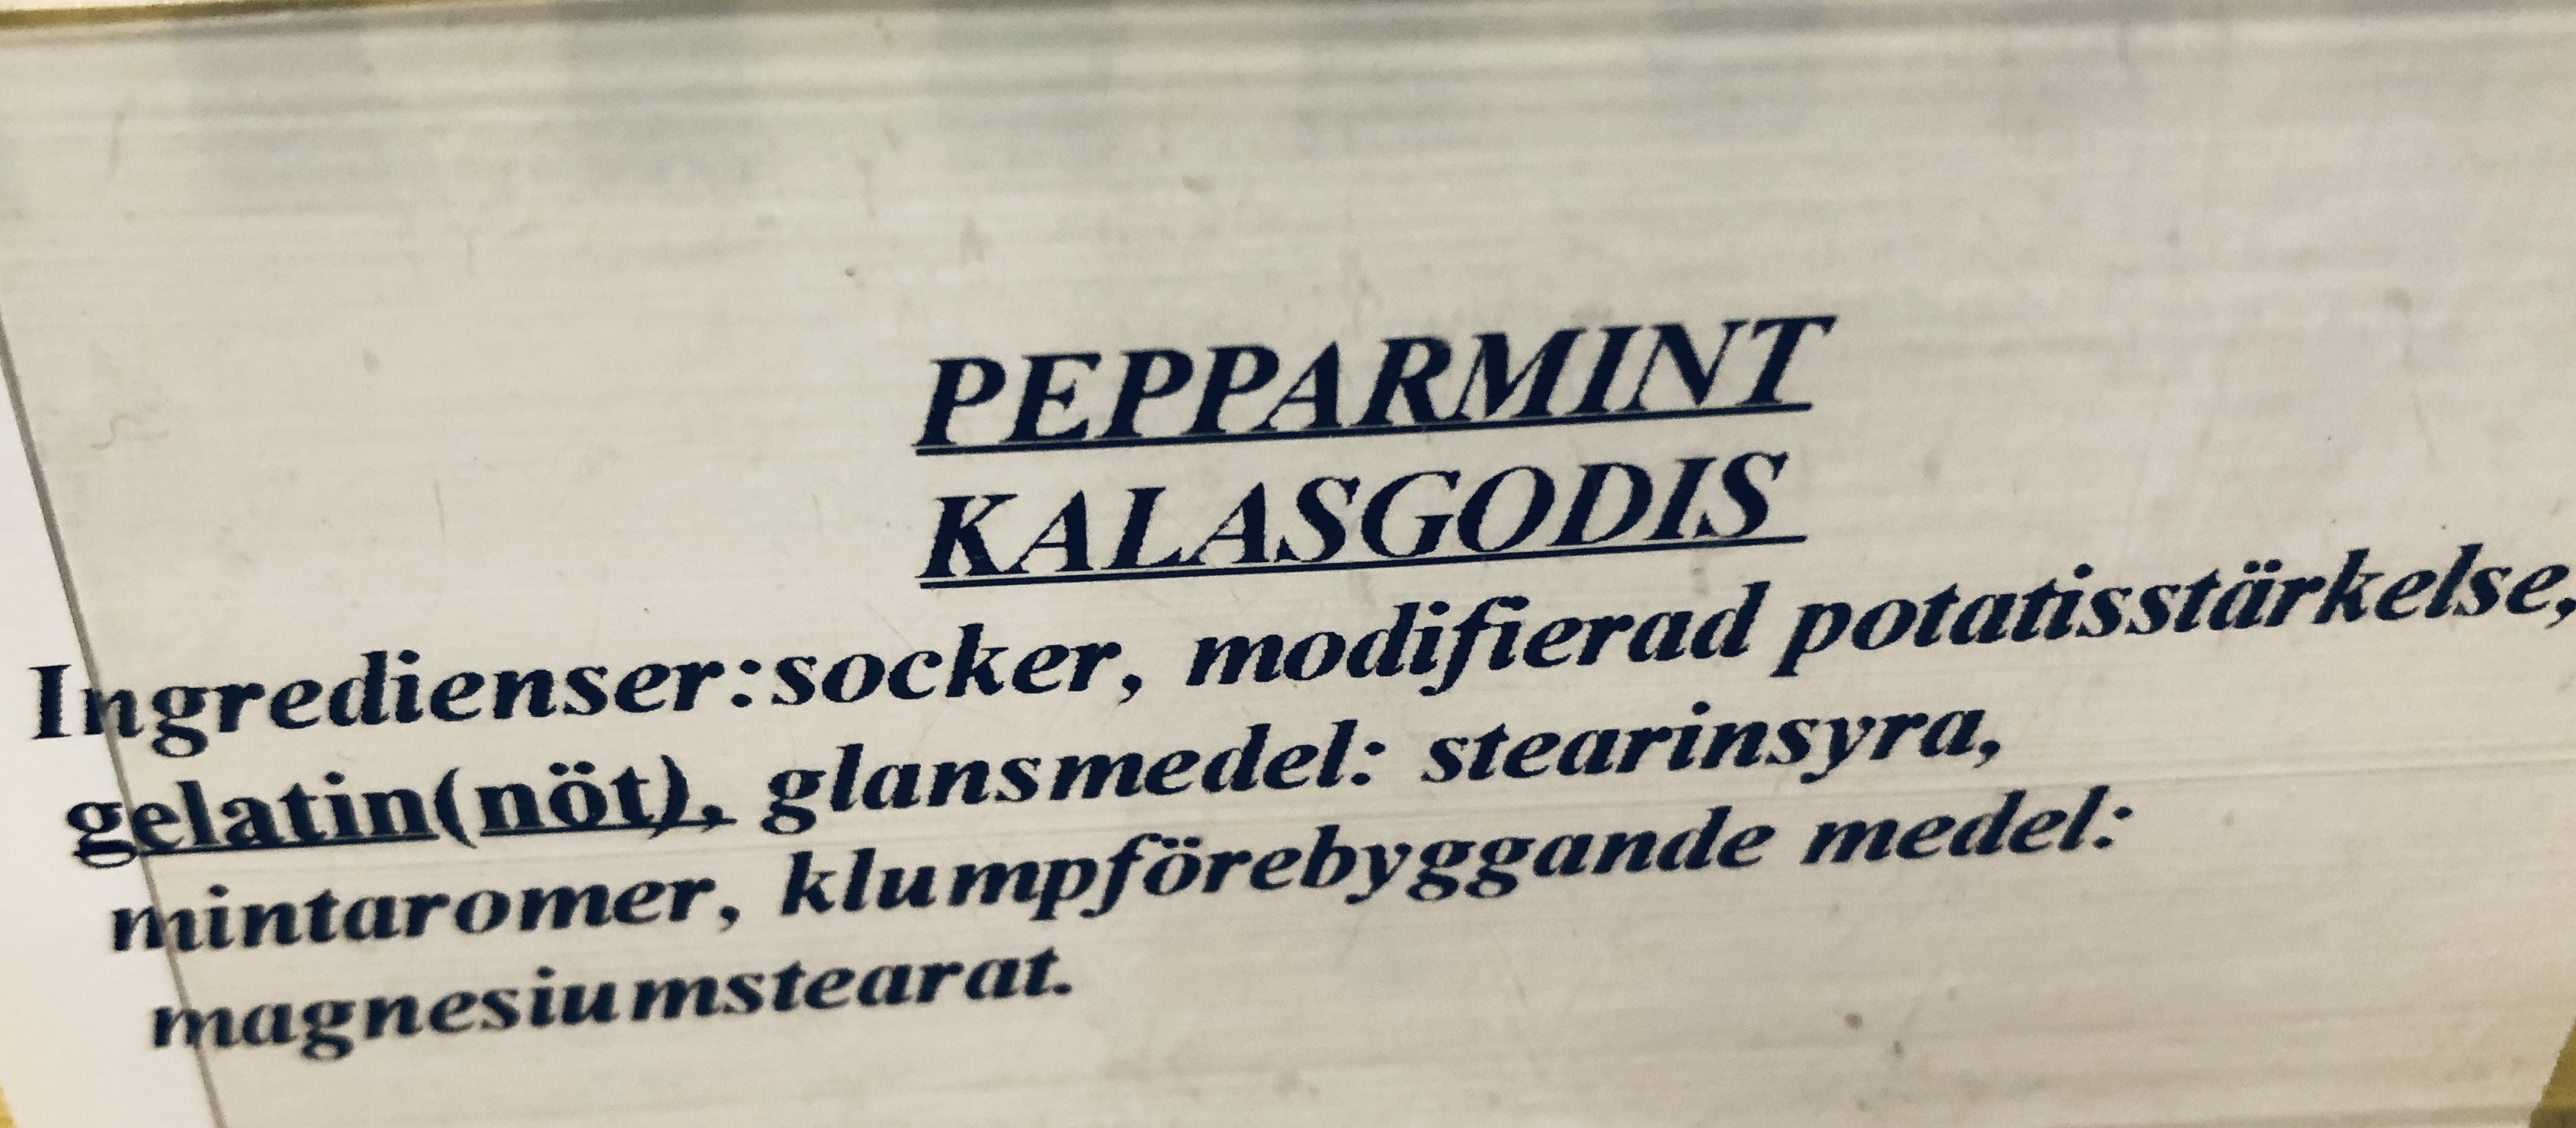 PEPPARMINT
KALASGODIS
Ingredienser:socker, modifierad potatisstärkelse,
gelatin(nöt), glansmedel: stearinsyra,
mintaromer, klumpförebyggande medel:
magnesiumstearat.